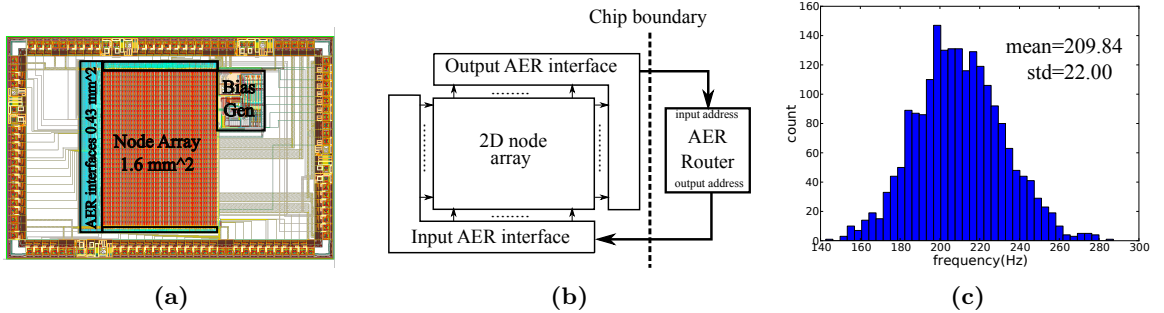 AER interfaces 0.43 mm^2
Node Array
1.6 mm^2
Bias
Gen
(a)
Chip boundary
Output AER interface
2D node
array
input address
AER
Router
output address
Input AER interface
(b)
160
140
120
100
80
60
40
20
0
count
mean=209.84
std=22.00
140 160 180 200 220 240 260 280 300
frequency(Hz)
(c)